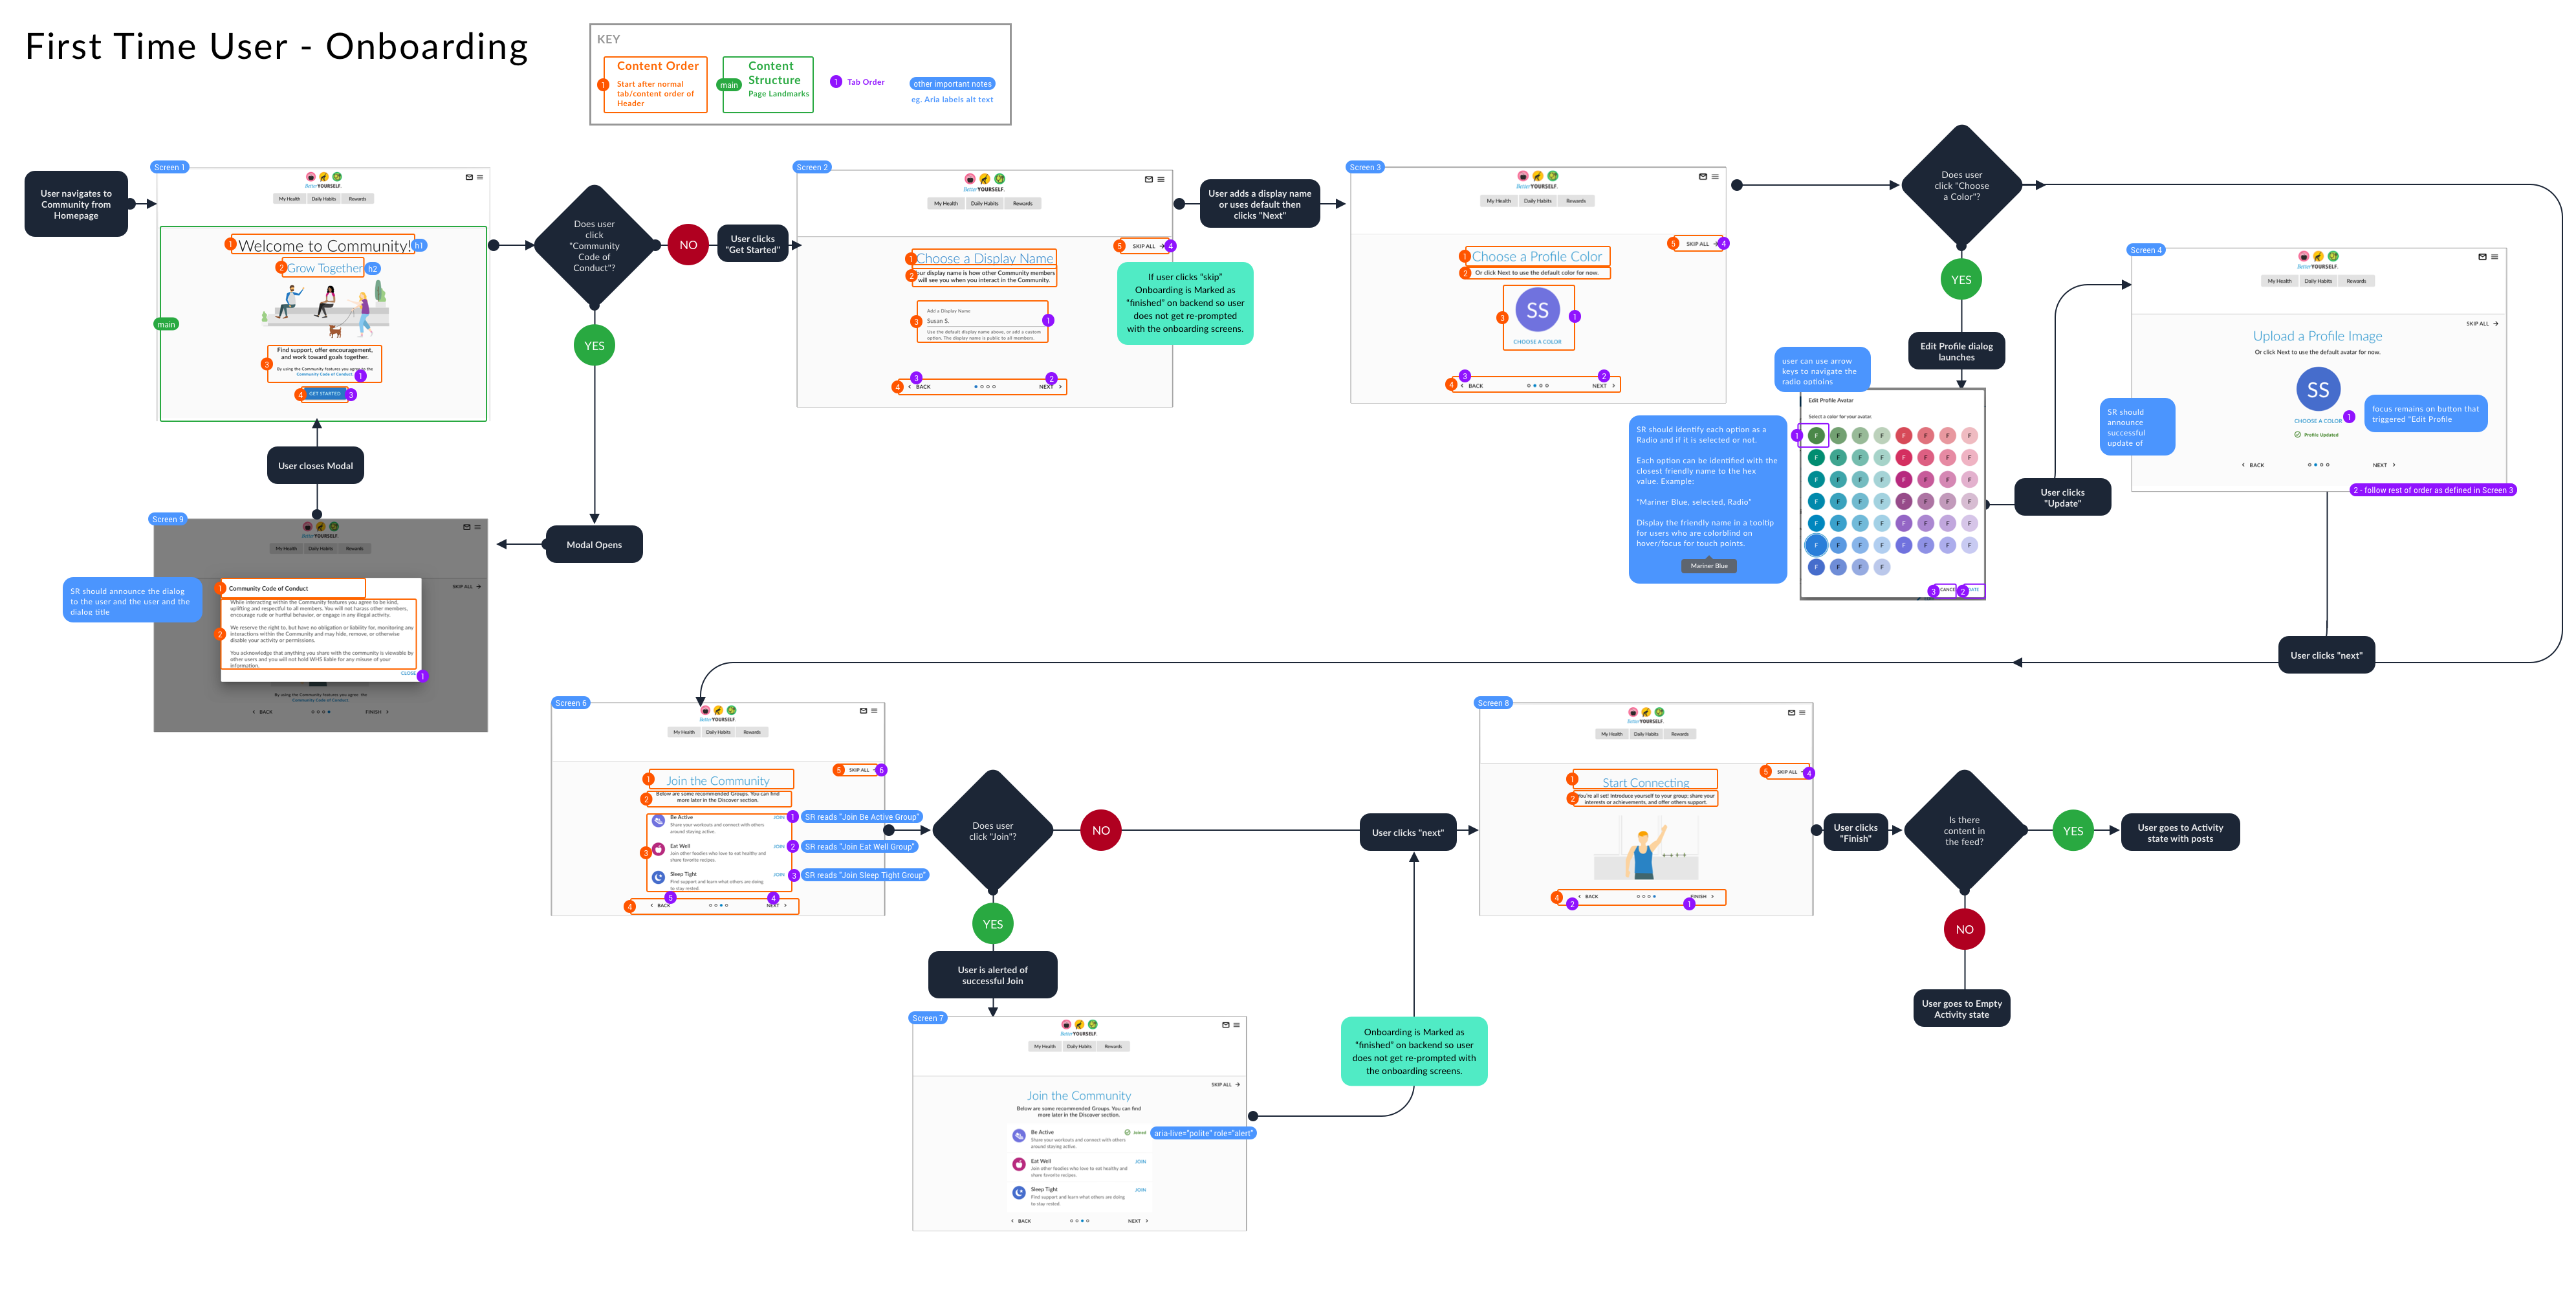 First Time User - Onboarding
KEY
1
Content Order
Start after normal
tab/content order of
Header
main
Content
Structure
Page Landmarks
1
Tab Order
other important notes
eg. Aria labels alt text
User navigates to
Community from
Homepage
Screen 1
BetterYOURSELF.
My Health
Daily Habits
Rewards
1
Welcome to Community!
h1
2
Grow Together
h2
main
3
Find support, offer encouragement,
and work toward goals together.
By using the Community features you agree to the
Community Code of Conduct.
1
4
GET STARTED
3
Does user
click
"Community
Code of
Conduct"?
NO
User clicks
"Get Started"
YES
Modal Opens
User closes Modal
Screen 9
BetterYOURSELF.
My Health
Daily Habits
Rewards
SKIP ALL
SR should announce the dialog
to the user and the user and the
dialog title
1
Community Code of Conduct
2
While interacting within the Community features you agree to be kind,
uplifting and respectful to all members. You will not harass other members,
encourage rude or hurtful behavior, or engage in any illegal activity.
We reserve the right to, but have no obligation or liability for, monitoring any
interactions within the Community and may hide, remove, or otherwise
disable your activity or permissions.
You acknowledge that anything you share with the community is viewable by
other users and you will not hold WHS liable for any misuse of your
information.
CLOSE
1
By using the Community features you agree the
Community Code of Conduct
BACK
FINISH
Screen 2
BetterYOURSELF.
My Health
Daily Habits
Rewards
5
SKIP ALL
4
1
Choose a Display Name
2
Your display name is how other Community members
will see you when you interact in the Community.
3
Add a Display Name
Susan S.
1
Use the default display name above, or add a custom
option. The display name is public to all members.
4
3
BACK
2
NEXT
If user clicks "skip"
Onboarding is Marked as
"finished" on backend so user
does not get re-prompted
with the onboarding screens.
User adds a display name
or uses default then
clicks "Next"
Screen 3
BetterYOURSELF.
My Health
Daily Habits
Rewards
5
SKIP ALL
4
1
Choose a Profile Color
2
Or click Next to use the default color for now.
3
SS
1
CHOOSE A COLOR
4
3
BACK
2
NEXT
Does user
click "Choose
a Color"?
YES
Edit Profile dialog
launches
user can use arrow
keys to navigate the
radio optioins
SR should identify each option as a
Radio and if it is selected or not.
Each option can be identified with the
closest friendly name to the hex
value. Example:
"Mariner Blue, selected, Radio"
Display the friendly name in a tooltip
for users who are colorblind on
hover/focus for touch points.
Mariner Blue
Edit Profile Avatar
Select a color for your avatar.
1
F F F F F F F F
F F F F F F F F
F F F F F F F F
F F F F F F F F
F F F F F F F F
F F F F F F F F
F F F F
3
2
User clicks
"Update"
Screen 4
BetterYOURSELF.
My Health
Daily Habits
Rewards
SKIP ALL
Upload a Profile Image
Or click Next to use the default avatar for now.
SS
CHOOSE A COLOR
1
Profile Updated
SR should
announce
successful
update of
focus remains on button that
triggered "Edit Profile
BACK
NEXT
2 - follow rest of order as defined in Screen 3
User clicks "next"
Screen 6
BetterYOURSELF.
My Health
Daily Habits
Rewards
5
SKIP ALL
6
1
Join the Community
2
Below are some recommended Groups. You can find
more later in the Discover section.
3
Be Active
Share your workouts and connect with others
around staying active.
JOIN
1
SR reads "Join Be Active Group"
Eat Well
Join other foodies who love to eat healthy and
share favorite recipes.
JOIN
2
SR reads "Join Eat Well Group"
Sleep Tight
Find support and learn what others are doing
to stay rested.
JOIN
3
SR reads "Join Sleep Tight Group"
4
5
BACK
4
NEXT
Does user
click "Join"?
NO
User clicks "next"
YES
User is alerted of
successful Join
Screen 7
BetterYOURSELF.
My Health
Daily Habits
Rewards
SKIP ALL
Join the Community
Below are some recommended Groups. You can find
more later in the Discover section.
Be Active
Share your workouts and connect with others
around staying active.
Joined
aria-live="polite" role="alert"
Eat Well
Join other foodies who love to eat healthy and
share favorite recipes.
JOIN
Sleep Tight
Find support and learn what others are doing
to stay rested.
JOIN
BACK
NEXT
Onboarding is Marked as
"finished" on backend so user
does not get re-prompted with
the onboarding screens.
Screen 8
BetterYOURSELF.
My Health
Daily Habits
Rewards
5
SKIP ALL
4
1
Start Connecting
2
You're all set! Introduce yourself to your group; share your
interests or achievements, and offer others support.
4
2
BACK
1
FINISH
User clicks
"Finish"
Is there
content in
the feed?
YES
User goes to Activity
state with posts
NO
User goes to Empty
Activity state